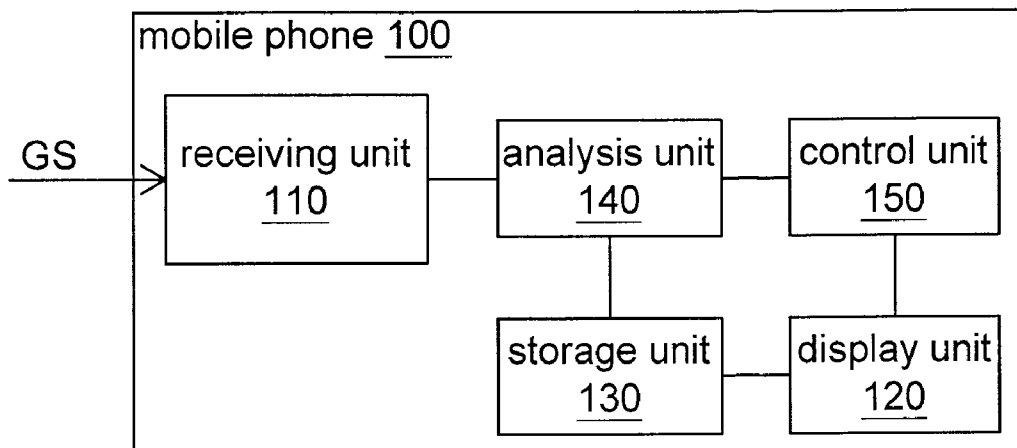 mobile phone 100
GS
receiving unit
110
analysis unit
140
control unit
150
storage unit
130
display unit
120